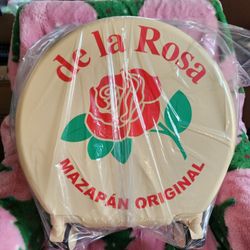 de la Rosa
MAZAPÁN ORIGINAL